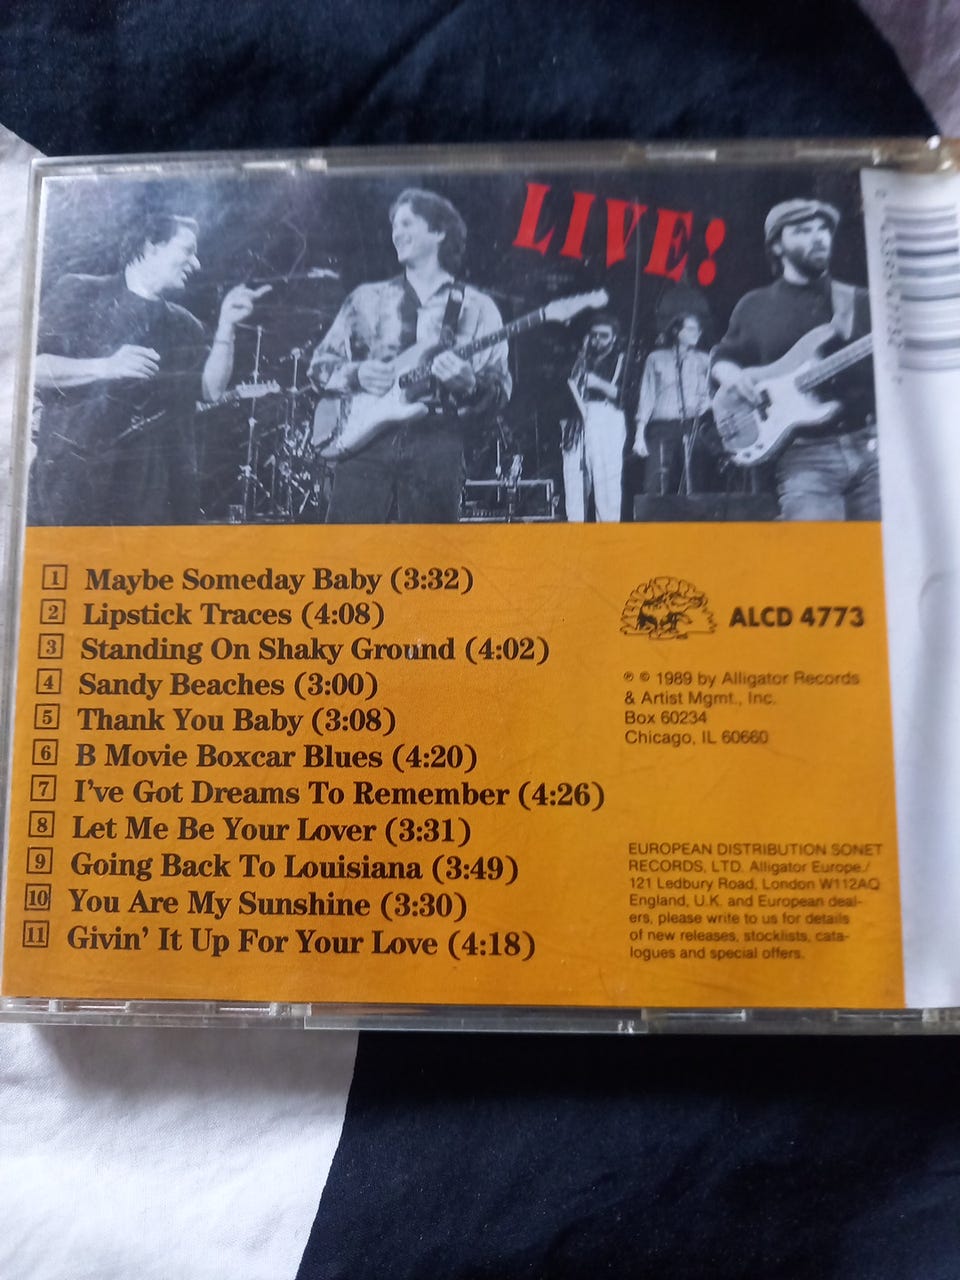 LIVE!
1 Maybe Someday Baby (3:32)
2 Lipstick Traces (4:08)
3 Standing On Shaky Ground (4:02)
4 Sandy Beaches (3:00)
5 Thank You Baby (3:08)
6 B Movie Boxcar Blues (4:20)
7 I've Got Dreams To Remember (4:26)
8 Let Me Be Your Lover (3:31)
9 Going Back To Louisiana (3:49)
10 You Are My Sunshine (3:30)
11 Givin' It Up For Your Love (4:18)
ALCD 4773
℗ © 1989 by Alligator Records
& Artist Mgmt., Inc.
Box 60234
Chicago, IL 60660
EUROPEAN DISTRIBUTION SONET
RECORDS, LTD. Alligator Europe/
121 Ledbury Road, London W112AQ
England, U.K. and European deal-
ers, please write to us for details
of new releases, stocklists, cata-
logues and special offers.